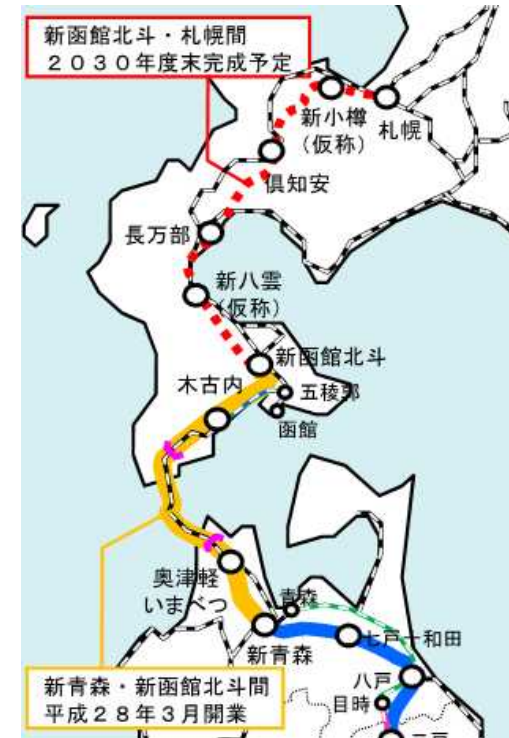 新函館北斗・札幌間
２０３０年度末完成予定
新小樽
（仮称）
札幌
倶知安
長万部
新八雲
（仮称）
新函館北斗
木古内
五稜郭
函館
奥津軽
いまべつ
青森
新青森
七戸十和田
八戸
目時
二戸
新青森・新函館北斗間
平成２８年３月開業